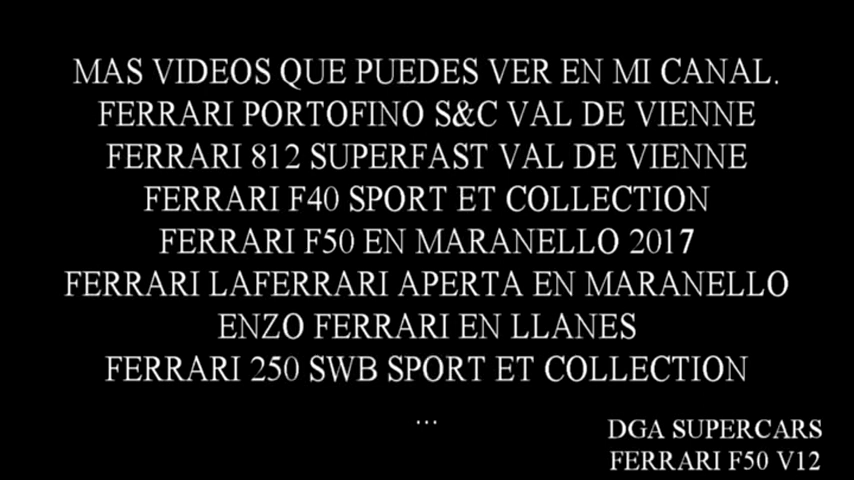 MAS VIDEOS QUE PUEDES VER EN MI CANAL.
FERRARI PORTOFINO S&C VAL DE VIENNE
FERRARI 812 SUPERFAST VAL DE VIENNE
FERRARI F40 SPORT ET COLLECTION
FERRARI F50 EN MARANELLO 2017
FERRARI LAFERRARI APERTA EN MARANELLO
ENZO FERRARI EN LLANES
FERRARI 250 SWB SPORT ET COLLECTION
...
DGA SUPERCARS
FERRARI F50 V12